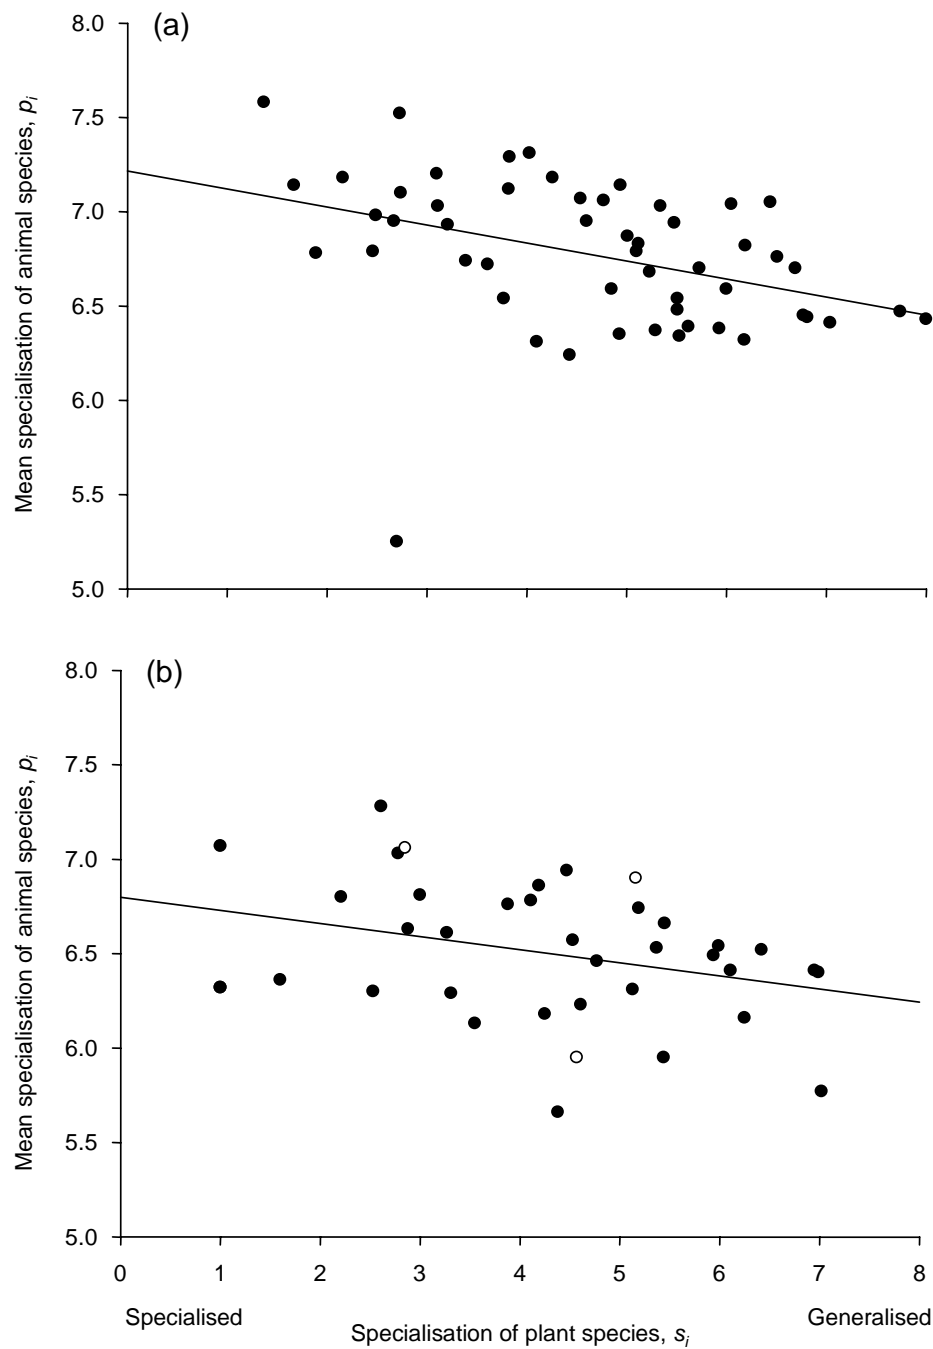 (a)
8.0
7.5
7.0
6.5
6.0
5.5
5.0
Mean specialisation of animal species, pi
(b)
8.0
7.5
7.0
6.5
6.0
5.5
5.0
Mean specialisation of animal species, pi
0 1 2 3 4 5 6 7 8
Specialised Generalised
Specialisation of plant species, si